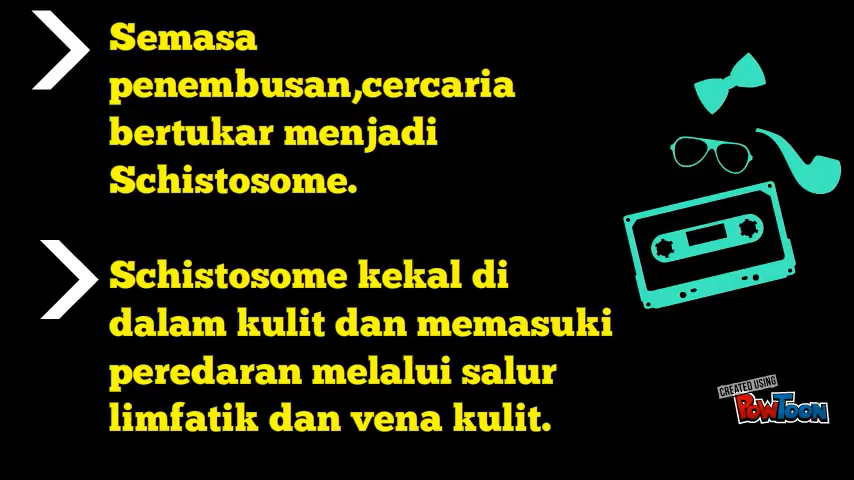 Semasa
penembusan,cercaria
bertukar menjadi
Schistosome.
Schistosome kekal di
dalam kulit dan memasuki
peredaran melalui salur
limfatik dan vena kulit.
CREATED USING
POWTOON